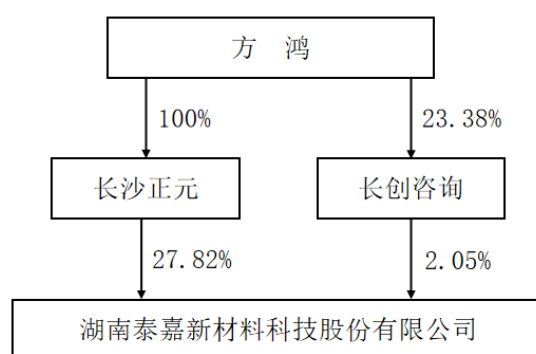 方 鸿
100% 23.38%
长沙正元 长创咨询
27.82% 2.05%
湖南泰嘉新材料科技股份有限公司